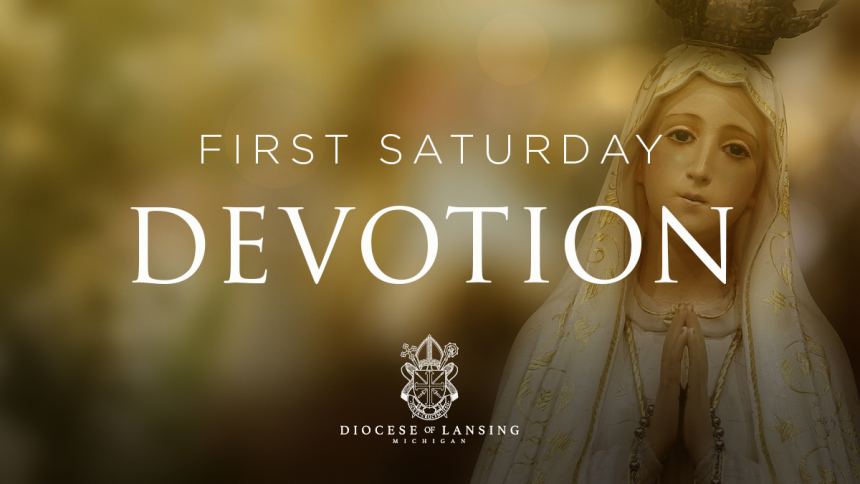 FIRST SATURDAY
DEVOTION
DIOCESE OF LANSING
MICHIGAN